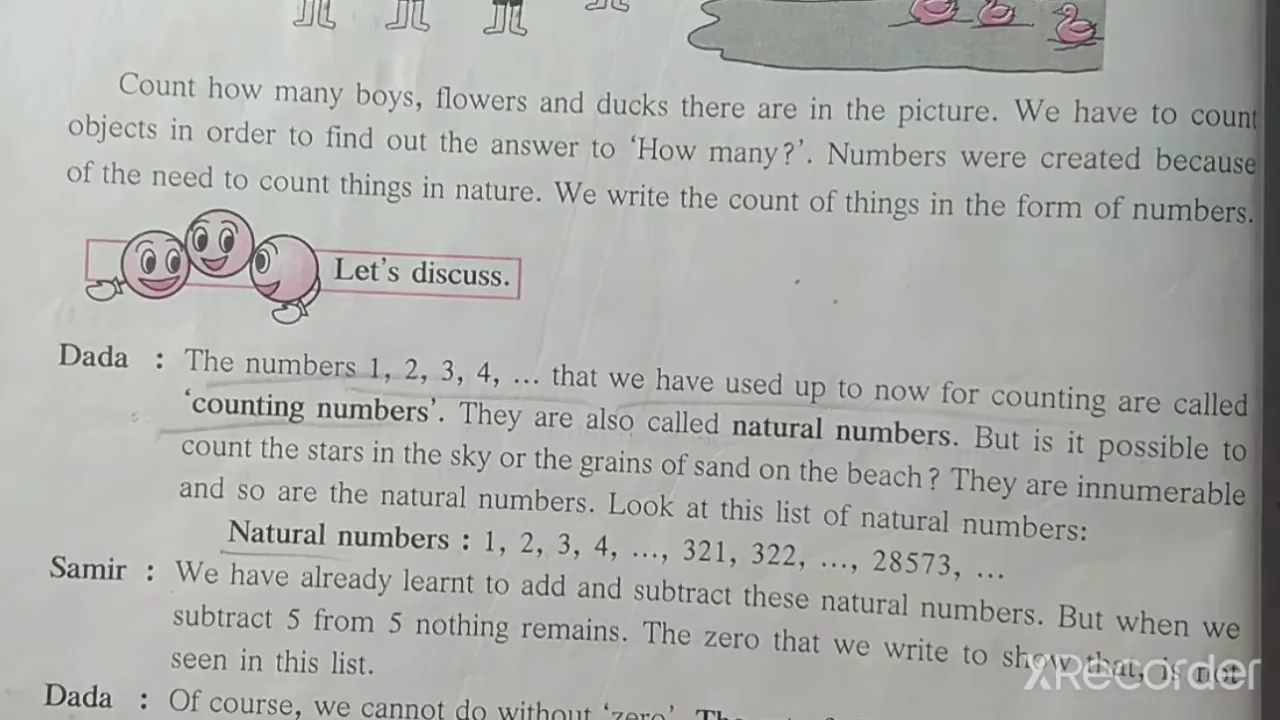 Count how many boys, flowers and ducks there are in the picture. We have to count
objects in order to find out the answer to ‘How many?’. Numbers were created because
of the need to count things in nature. We write the count of things in the form of numbers.
Let’s discuss.
Dada : The numbers 1, 2, 3, 4, ... that we have used up to now for counting are called
‘counting numbers’. They are also called natural numbers. But is it possible to
count the stars in the sky or the grains of sand on the beach? They are innumerable
and so are the natural numbers. Look at this list of natural numbers:
Natural numbers : 1, 2, 3, 4, ..., 321, 322, ..., 28573, ...
Samir : We have already learnt to add and subtract these natural numbers. But when we
subtract 5 from 5 nothing remains. The zero that we write to show that, is not
seen in this list.
XRecorder
Dada : Of course, we cannot do without ‘zero’.